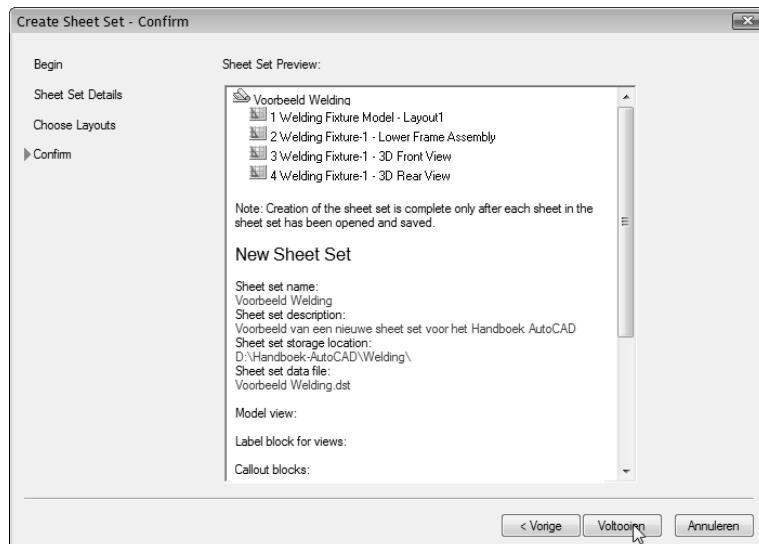 Create Sheet Set - Confirm
Begin
Sheet Set Details
Choose Layouts
Confirm
Sheet Set Preview:
Voorbeeld Welding
1 Welding Fixture Model - Layout1
2 Welding Fixture-1 - Lower Frame Assembly
3 Welding Fixture-1 - 3D Front View
4 Welding Fixture-1 - 3D Rear View
Note: Creation of the sheet set is complete only after each sheet in the
sheet set has been opened and saved.
New Sheet Set
Sheet set name:
Voorbeeld Welding
Sheet set description:
Voorbeeld van een nieuwe sheet set voor het Handboek AutoCAD
Sheet set storage location:
D:\Handboek-AutoCAD\Welding\
Sheet set data file:
Voorbeeld Welding.dst
Model view:
Label block for views:
Callout blocks:
< Vorige
Voltooien
Annuleren